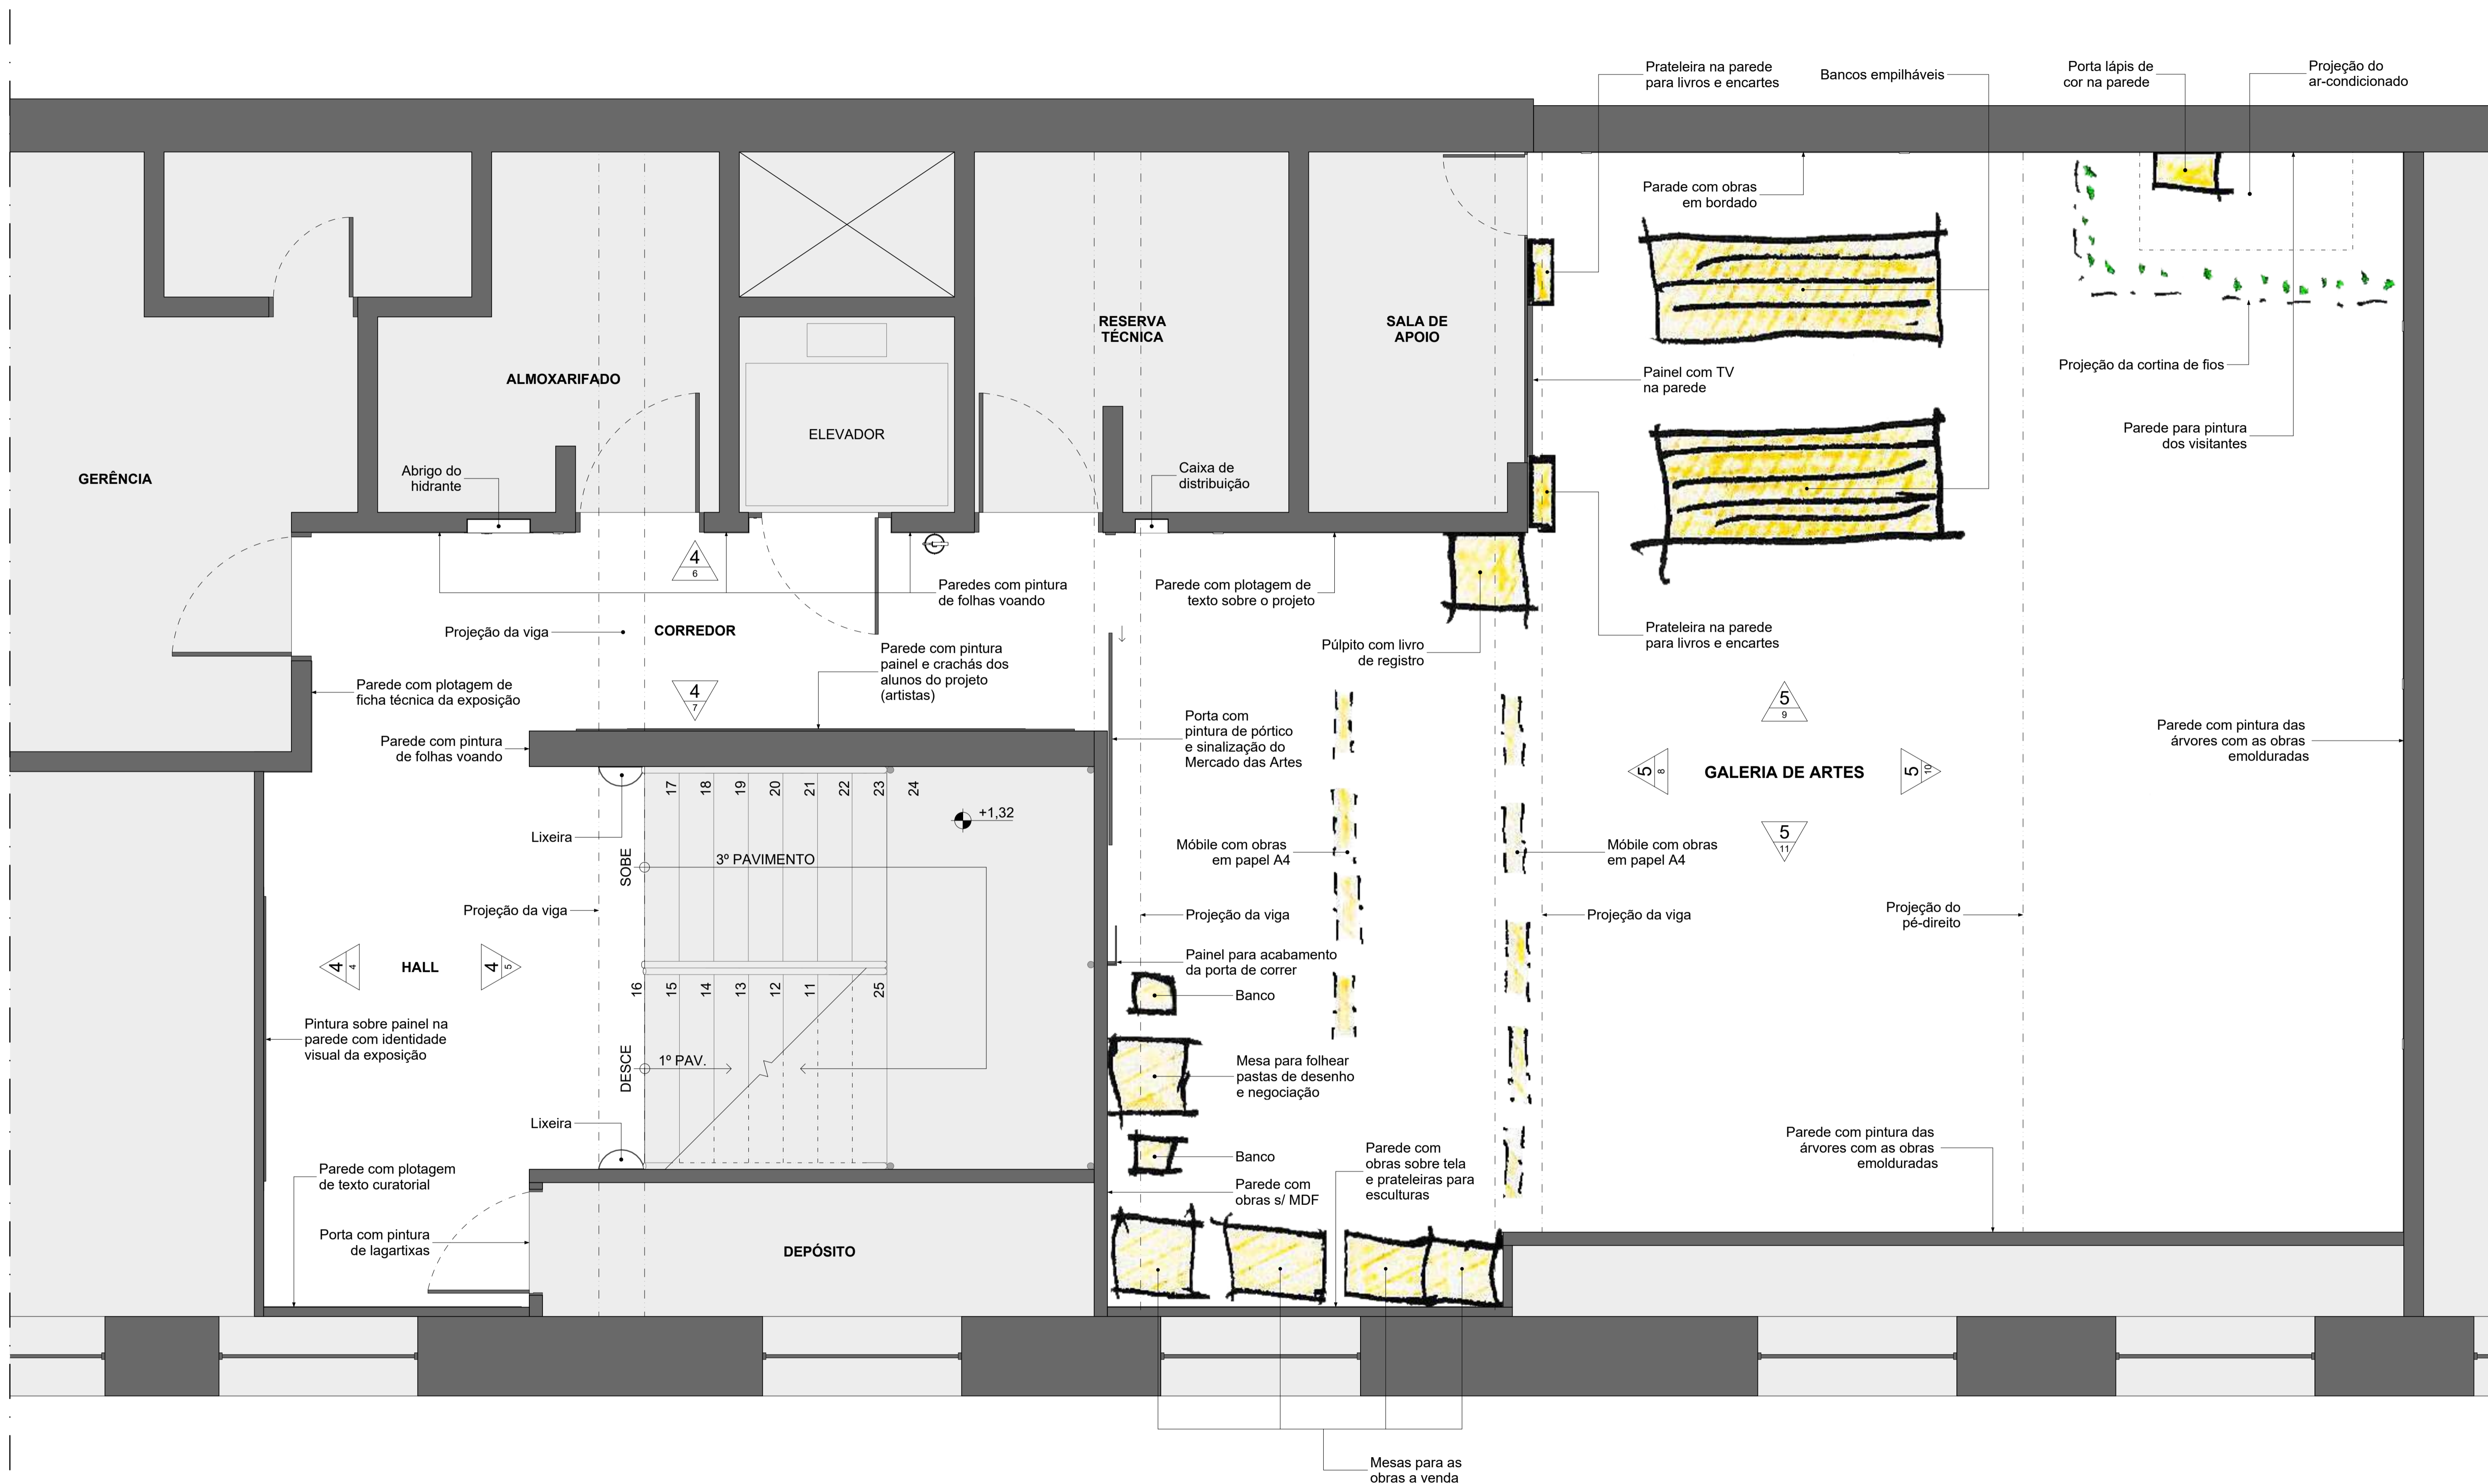 Prateleira na parede
para livros e encartes
Bancos empilháveis
Porta lápis de
cor na parede
Projeção do
ar-condicionado
Parade com obras
em bordado
RESERVA
TÉCNICA
SALA DE
APOIO
ALMOXARIFADO
ELEVADOR
GERÊNCIA
Abrigo do
hidrante
Caixa de
distribuição
Painel com TV
na parede
Projeção da cortina de fios
Parede para pintura
dos visitantes
4
6
Paredes com pintura
de folhas voando
Parede com plotagem de
texto sobre o projeto
Projeção da viga
CORREDOR
Púlpito com livro
de registro
Prateleira na parede
para livros e encartes
Parede com pintura
painel e crachás dos
alunos do projeto
(artistas)
Parede com plotagem de
ficha técnica da exposição
4
7
Parede com pintura
de folhas voando
Porta com
pintura de pórtico
e sinalização do
Mercado das Artes
5
9
5
8
GALERIA DE ARTES
5
10
5
11
Parede com pintura das
árvores com as obras
emolduradas
17
18
19
20
21
22
23
24
+1,32
Lixeira
SOBE
3º PAVIMENTO
Móbile com obras
em papel A4
Móbile com obras
em papel A4
Projeção da viga
Projeção da viga
Projeção da viga
Projeção do
pé-direito
4
4
HALL
4
5
16
15
14
13
12
11
25
Painel para acabamento
da porta de correr
Banco
Pintura sobre painel na
parede com identidade
visual da exposição
DESCE
1º PAV.
Mesa para folhear
pastas de desenho
e negociação
Lixeira
Banco
Parede com
obras sobre tela
e prateleiras para
esculturas
Parede com pintura das
árvores com as obras
emolduradas
Parede com plotagem
de texto curatorial
Parede com
obras s/ MDF
Porta com pintura
de lagartixas
DEPÓSITO
Mesas para as
obras a venda